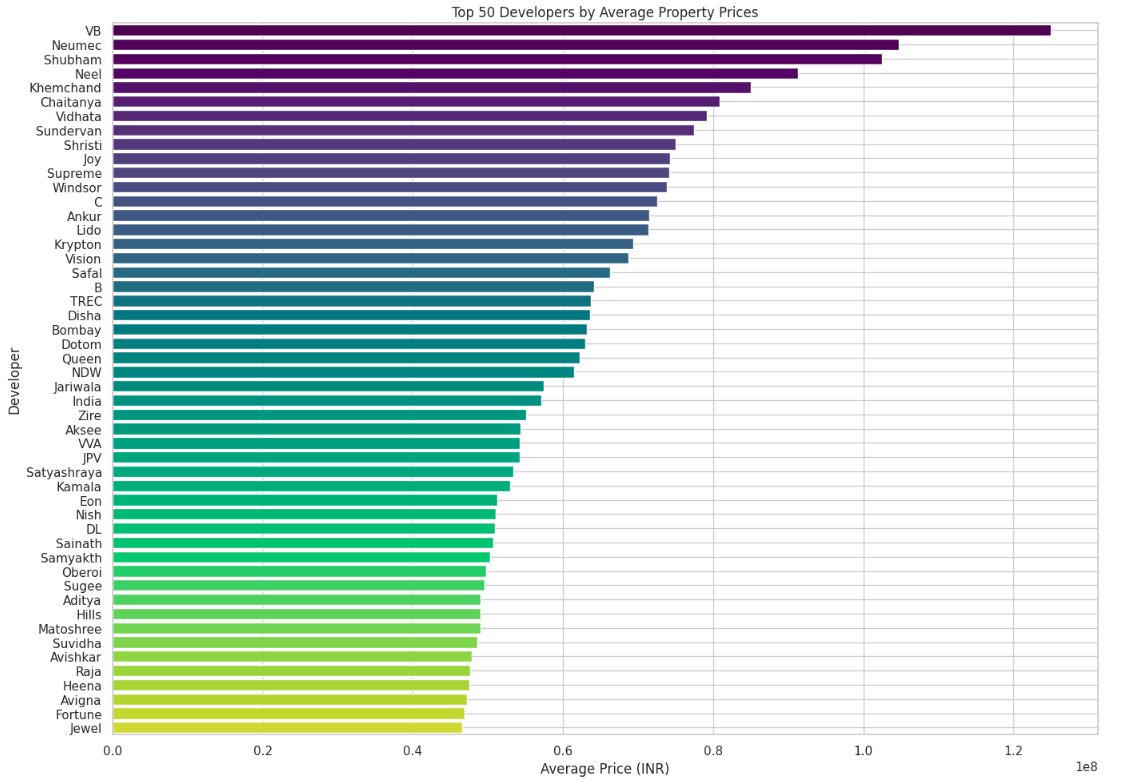 Top 50 Developers by Average Property Prices
VB
Neumec
Shubham
Neel
Khemchand
Chaitanya
Vidhata
Sundervan
Shristi
Joy
Supreme
Windsor
C
Ankur
Lido
Krypton
Vision
Safal
B
TREC
Disha
Bombay
Dotom
Queen
NDW
Jariwala
India
Zire
Aksee
VVA
JPV
Satyashraya
Kamala
Eon
Nish
DL
Sainath
Samyakth
Oberoi
Sugee
Aditya
Hills
Matoshree
Suvidha
Avishkar
Raja
Heena
Avigna
Fortune
Jewel
Developer
0.0 0.2 0.4 0.6 0.8 1.0 1.2
1e8
Average Price (INR)